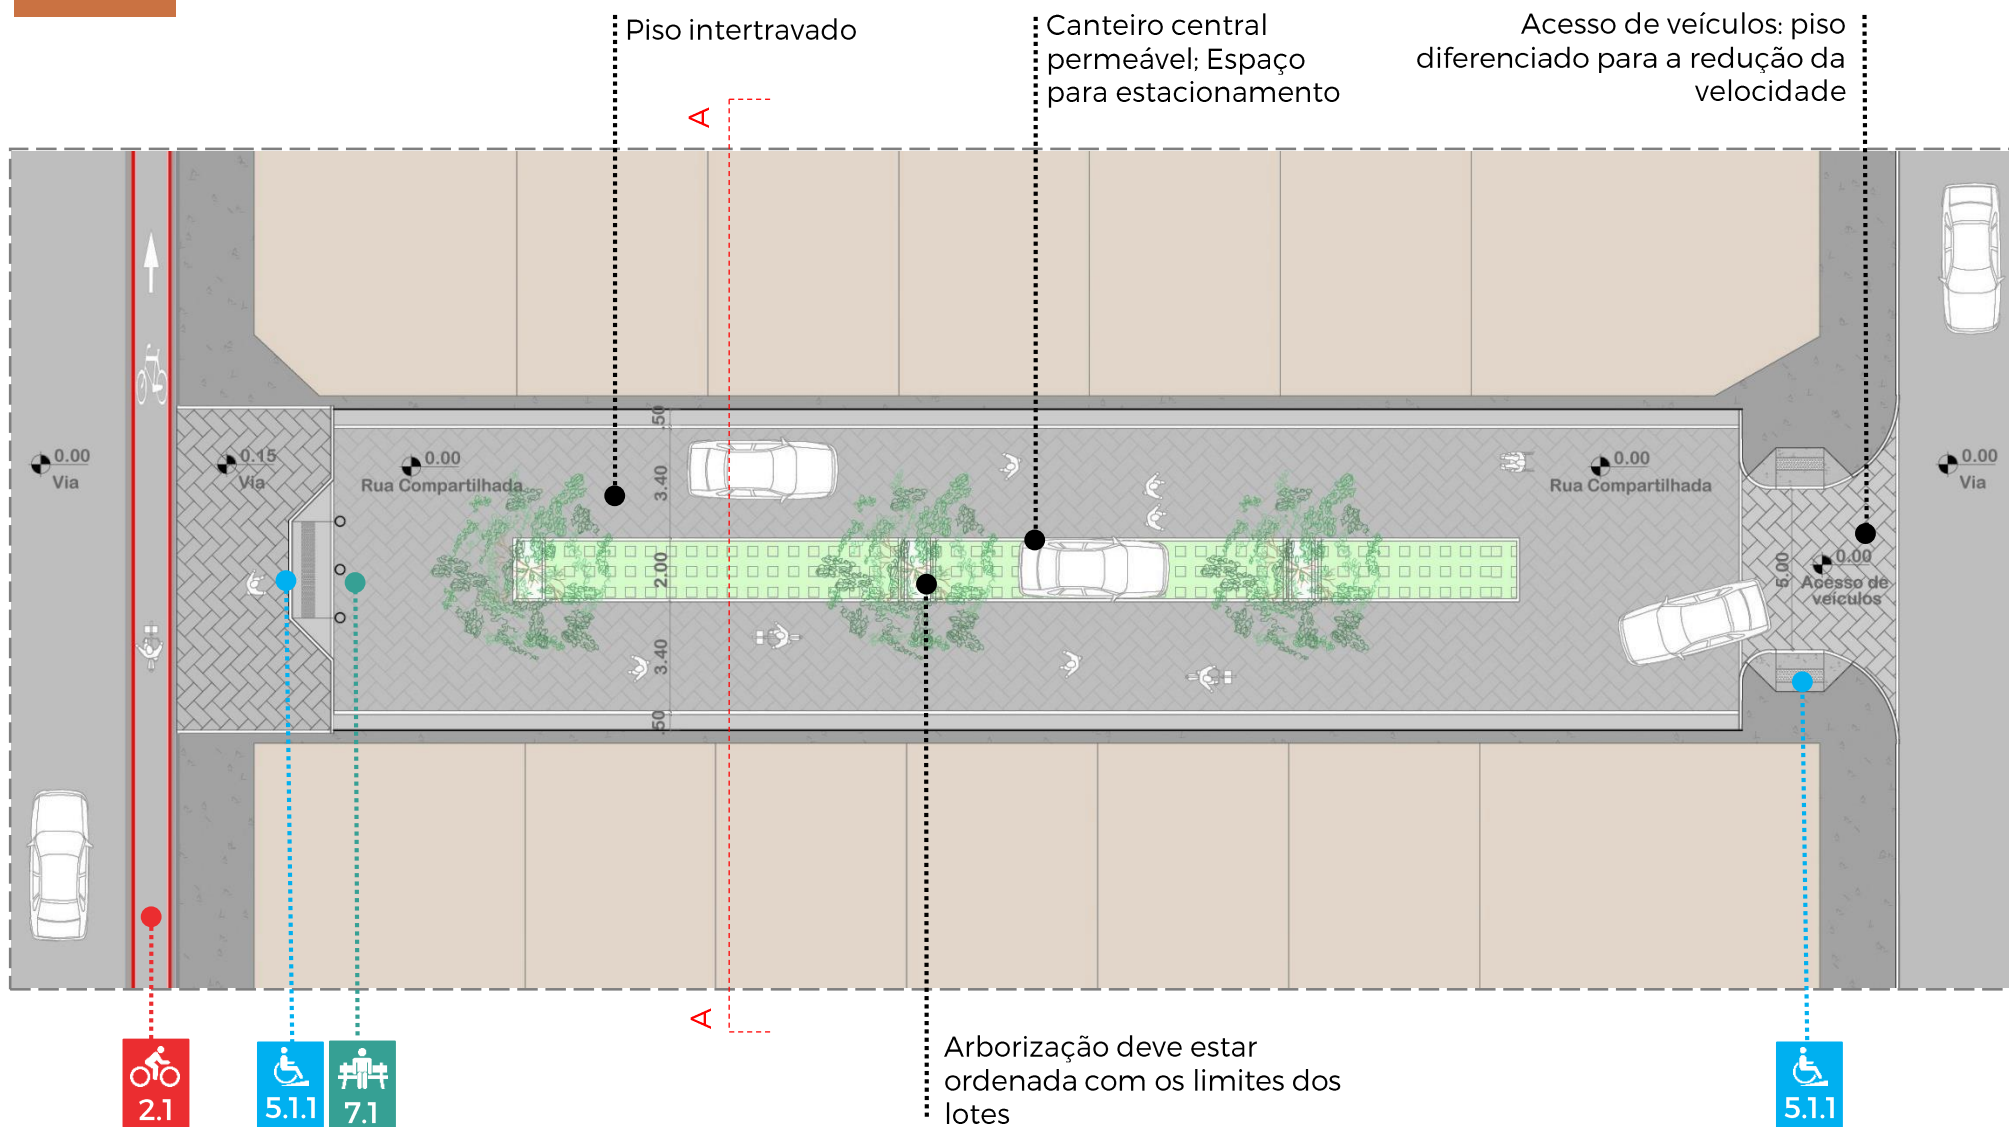 Piso intertravado
Canteiro central
permeável; Espaço
para estacionamento
Acesso de veículos: piso
diferenciado para a redução da
velocidade
A
0.00
Via
0.15
Via
0.00
Rua Compartilhada
.50
3.40
2.00
3.40
.50
0.00
Rua Compartilhada
5.00
0.00
Acesso de
veículos
0.00
Via
A
Arborização deve estar
ordenada com os limites dos
lotes
2.1
5.1.1
7.1
5.1.1